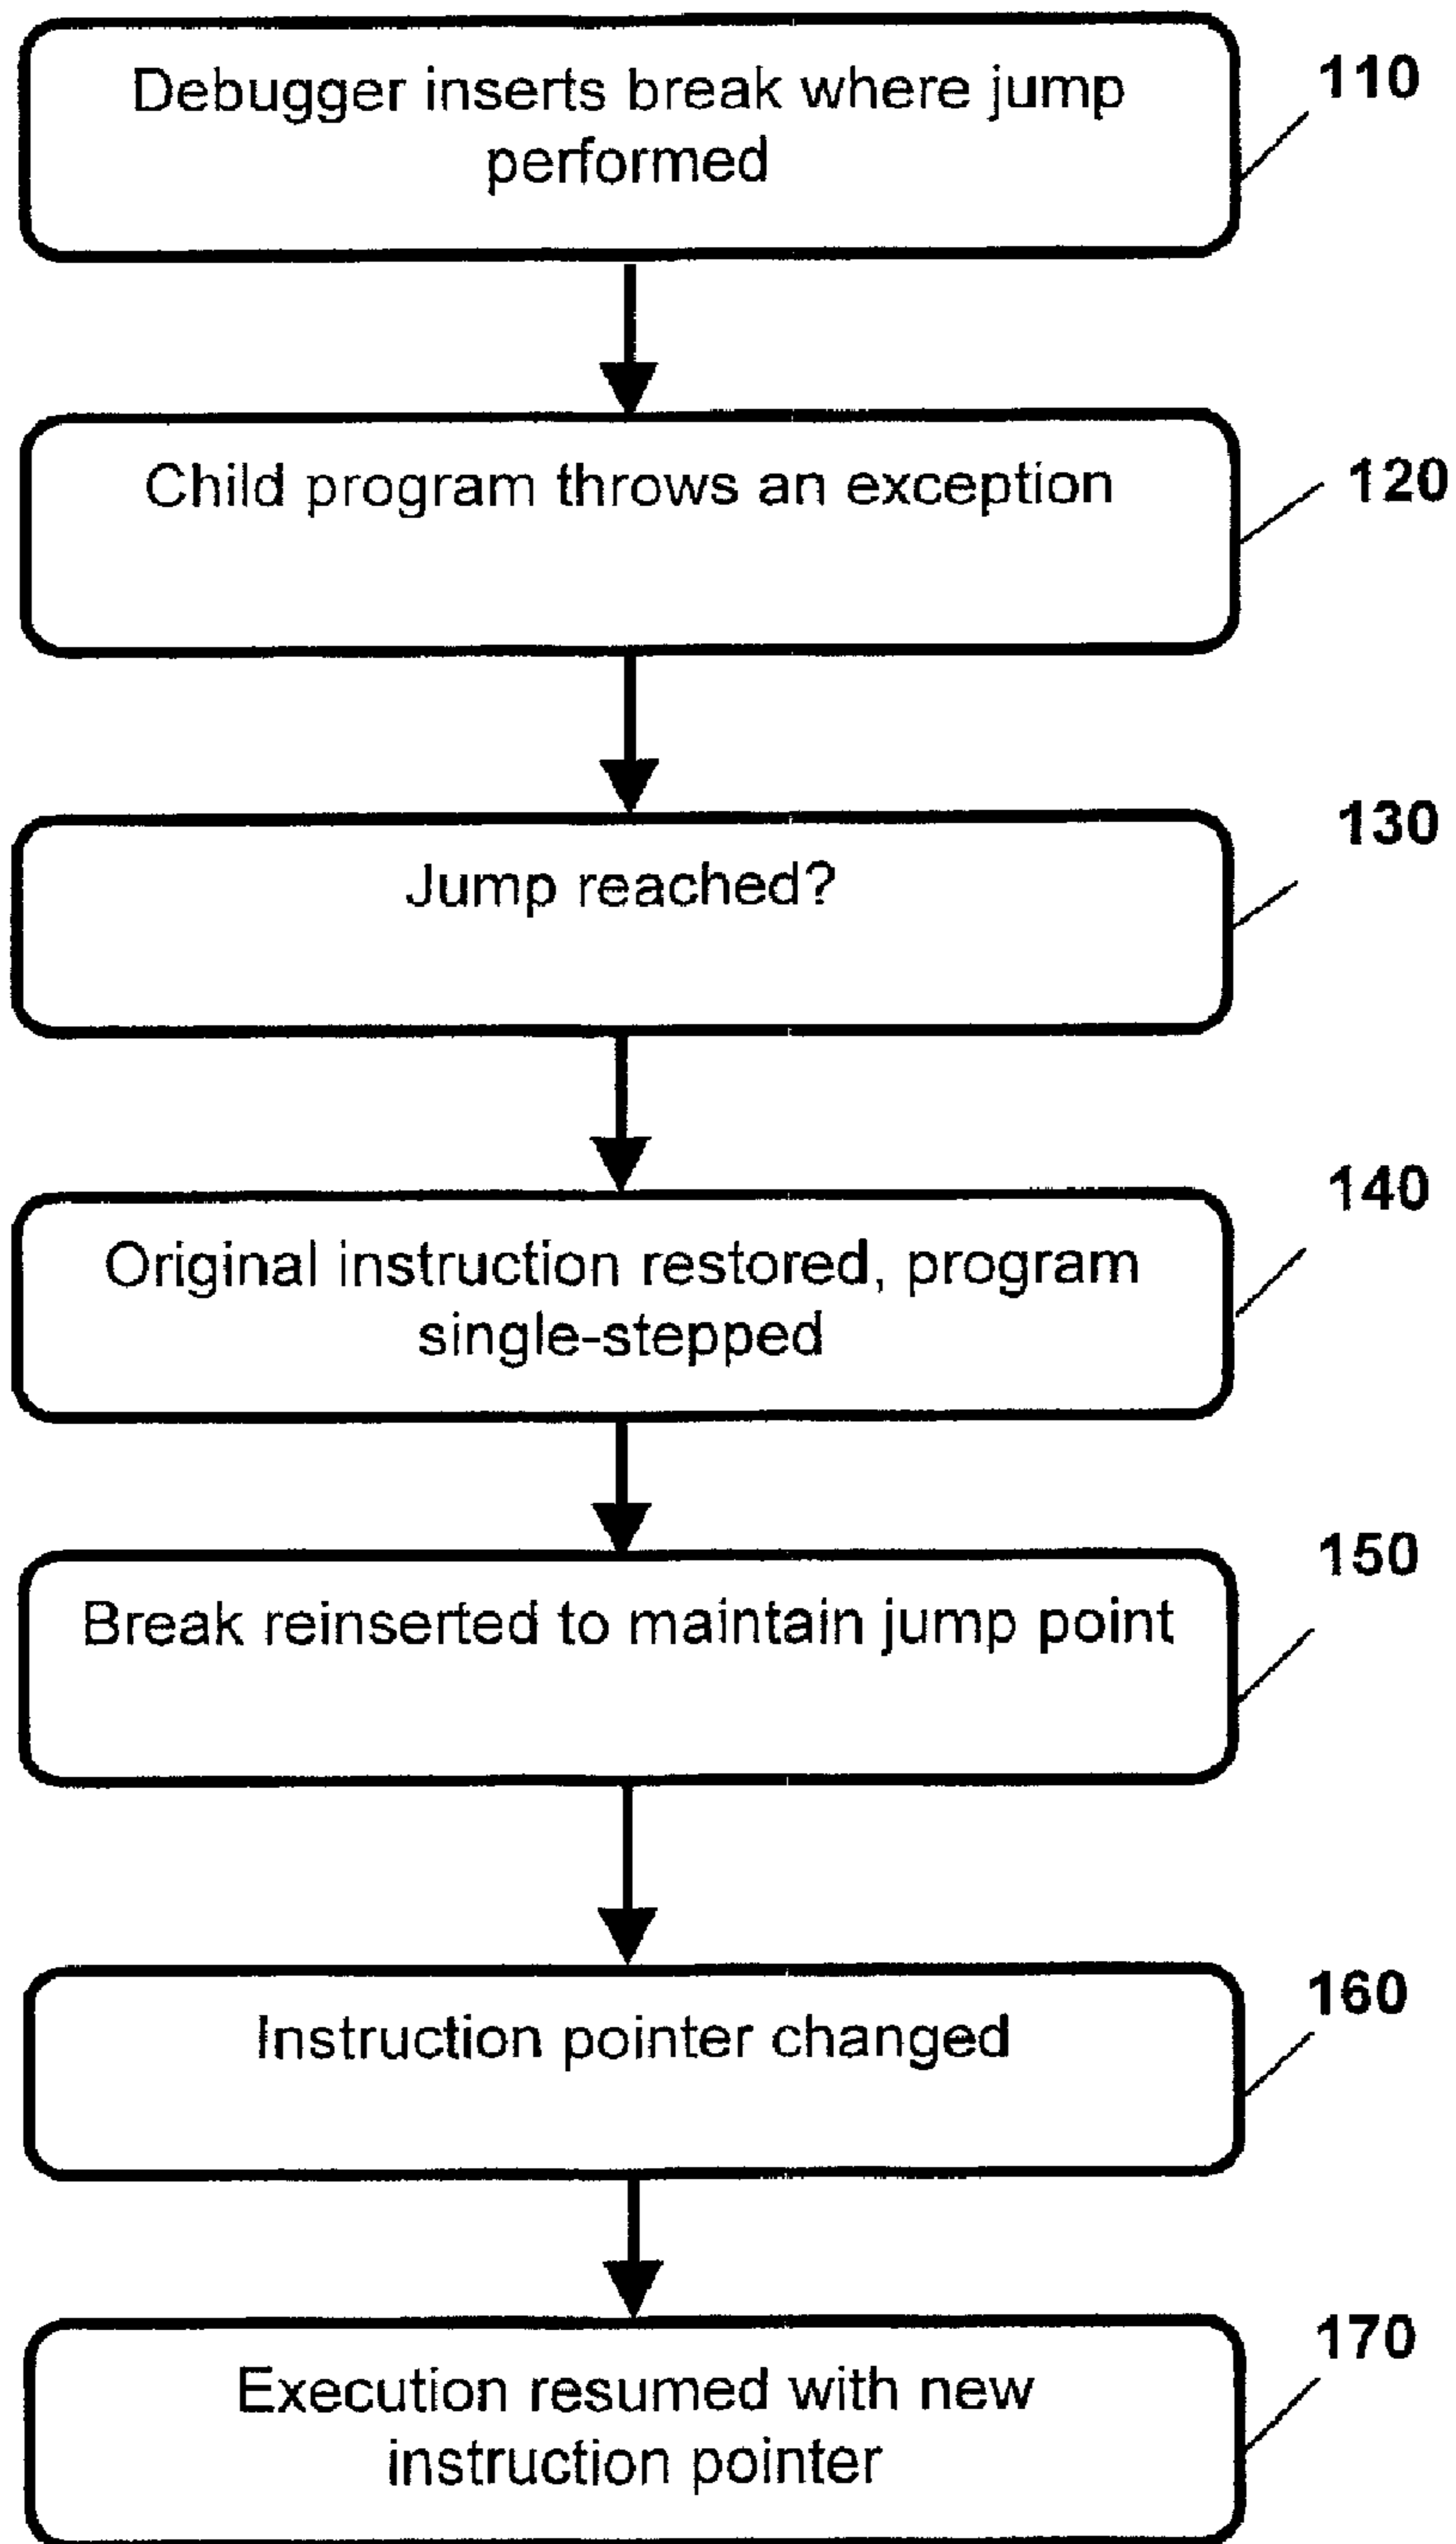 Debugger inserts break where jump
performed
110
Child program throws an exception
120
Jump reached?
130
Original instruction restored, program
single-stepped
140
Break reinserted to maintain jump point
150
Instruction pointer changed
160
Execution resumed with new
instruction pointer
170